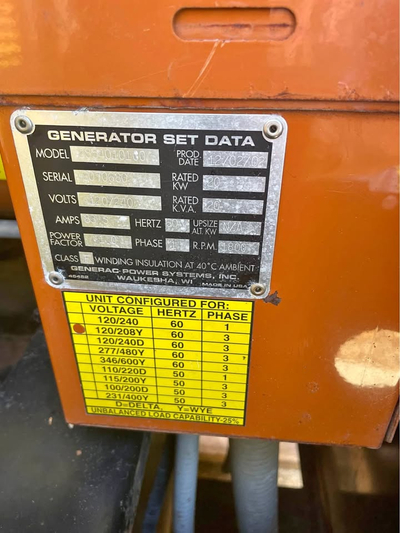 GENERATOR SET DATA
MODEL PROD. DATE
SERIAL RATED KW
VOLTS RATED K.V.A.
AMPS HERTZ UPSIZE ALT. KW
POWER FACTOR PHASE R.P.M.
CLASS WINDING INSULATION AT 40°C AMBIENT
GENERAC POWER SYSTEMS, INC.
WAUKESHA, WI
MADE IN USA
UNIT CONFIGURED FOR:
VOLTAGE HERTZ PHASE
120/240 60 1
120/208Y 60 3
120/240D 60 3
277/480Y 60 3
346/600Y 60 3
110/220D 50 3
115/200Y 50 3
100/200D 50 3
231/400Y 50 3
D=DELTA, Y=WYE
UNBALANCED LOAD CAPABILITY-25%